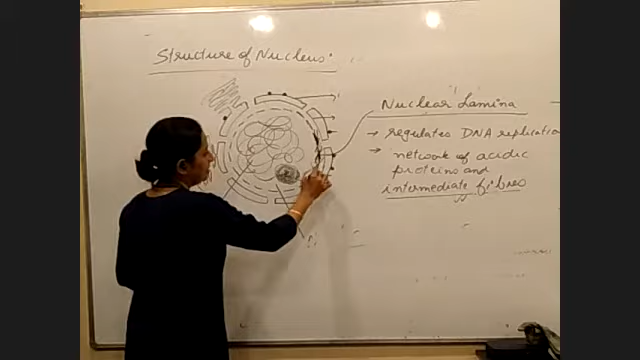 Structure of Nucleus.
Nuclear Lamina
→ regulates DNA replication
→ network of acidic
proteins and
intermediate fibres